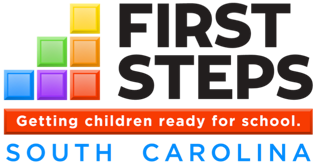 FIRST
STEPS
Getting children ready for school.
SOUTH CAROLINA